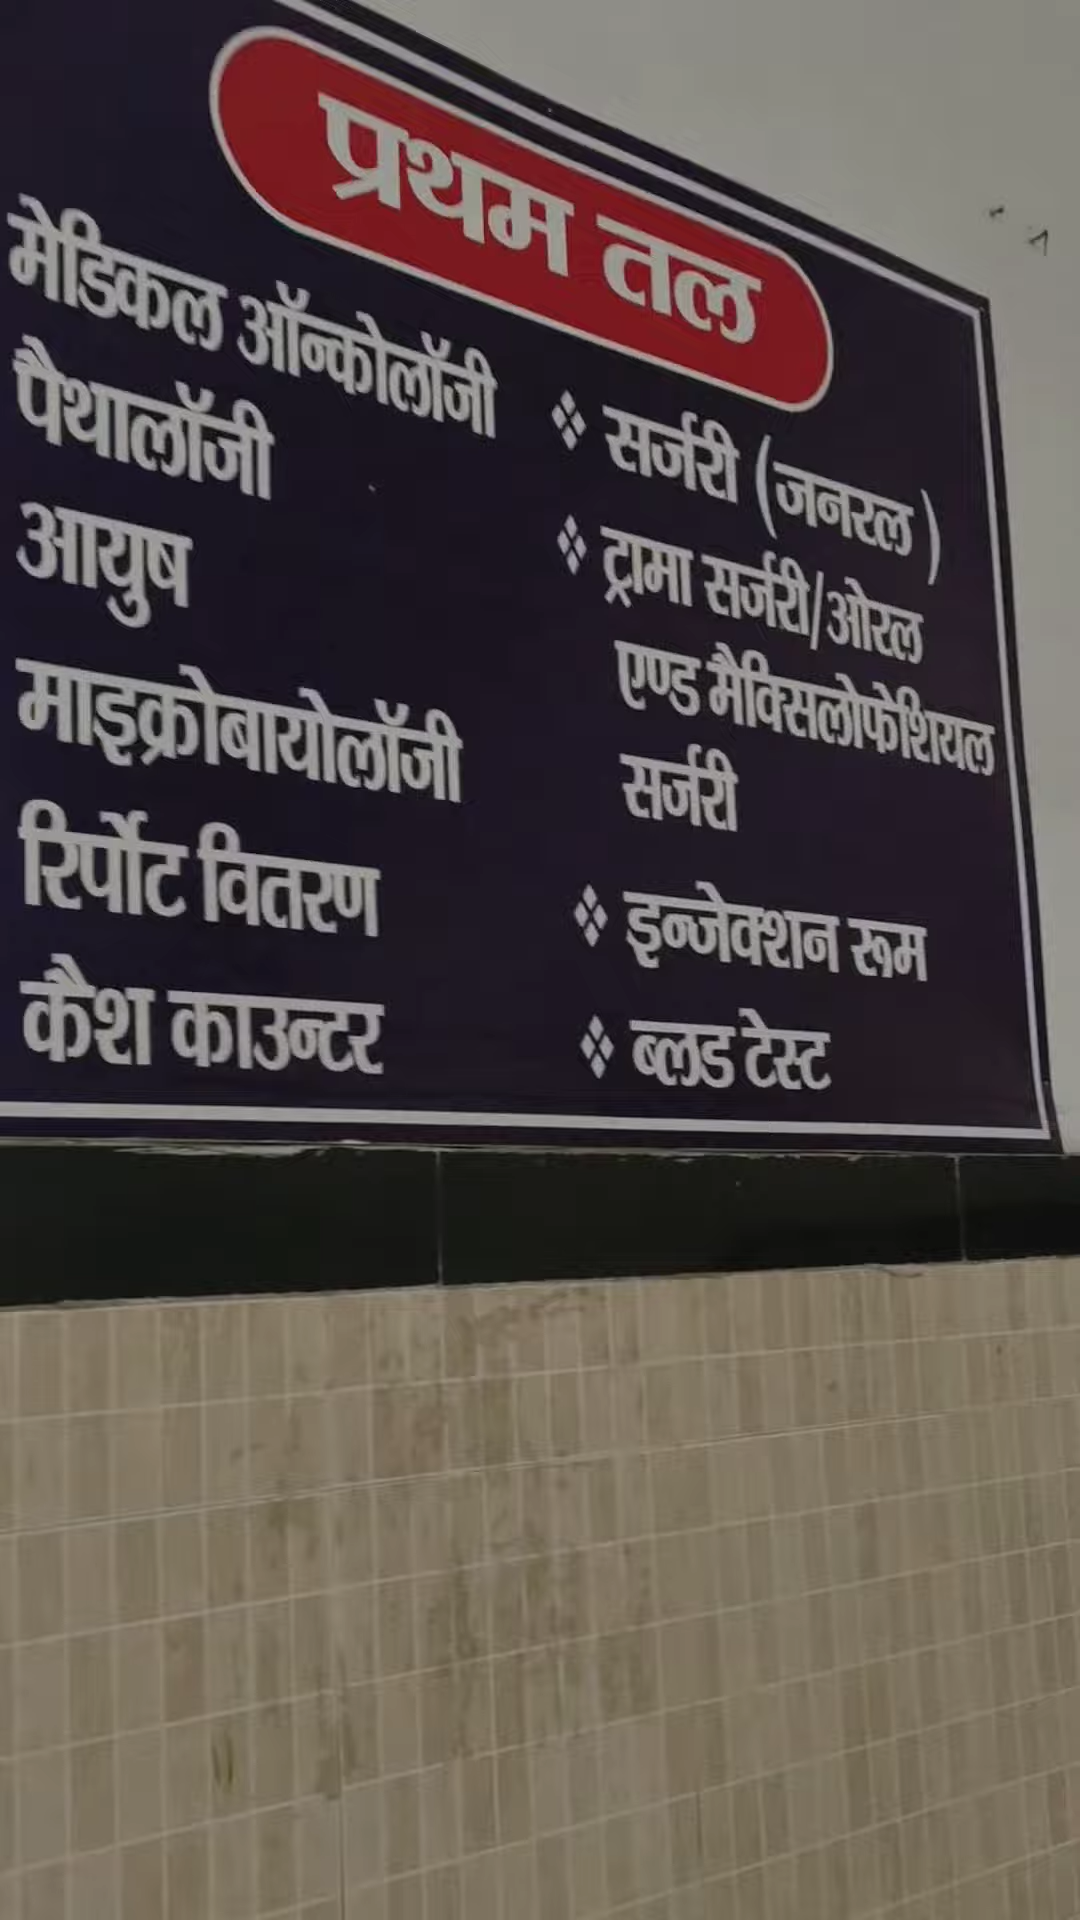 प्रथम तल
मेडिकल ऑन्कोलॉजी
पैथालॉजी
आयुष
माइक्रोबायोलॉजी
रिर्पोट वितरण
कैश काउन्टर
❖ सर्जरी (जनरल)
❖ ट्रामा सर्जरी/ओरल
एण्ड मैक्सिलोफेशियल
सर्जरी
❖ इन्जेक्शन रूम
❖ ब्लड टेस्ट